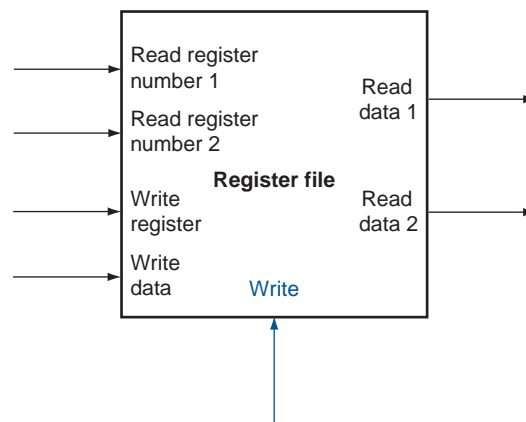 Read register
number 1
Read register
number 2
Register file
Write
register
Write
data
Read
data 1
Read
data 2
Write